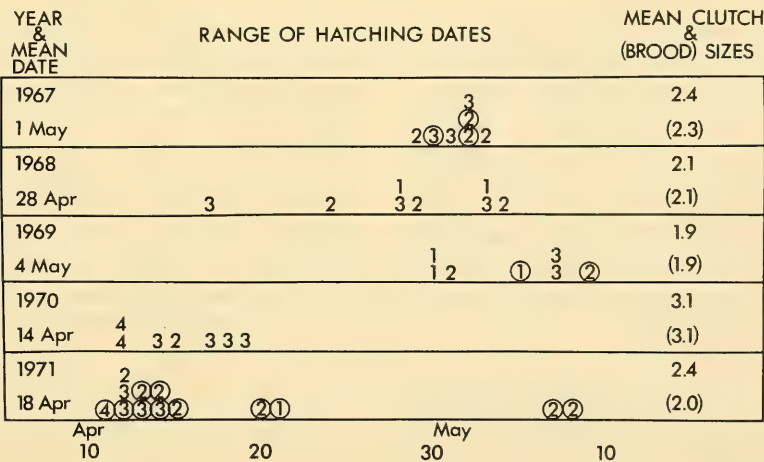 YEAR & MEAN DATE
RANGE OF HATCHING DATES
MEAN CLUTCH & (BROOD) SIZES
1967
3
2.4
2
1 May
2 3 3 2 2
(2.3)
1968
1 1
2.1
28 Apr
3 2 3 2 3 2
(2.1)
1969
1 3
1.9
4 May
1 2 1 3 2
(1.9)
1970
4
3.1
14 Apr
4 3 2 3 3 3
(3.1)
1971
2
2.4
3 2 2
18 Apr
4 3 3 3 2 2 1 2 2
(2.0)
Apr May
10 20 30 10